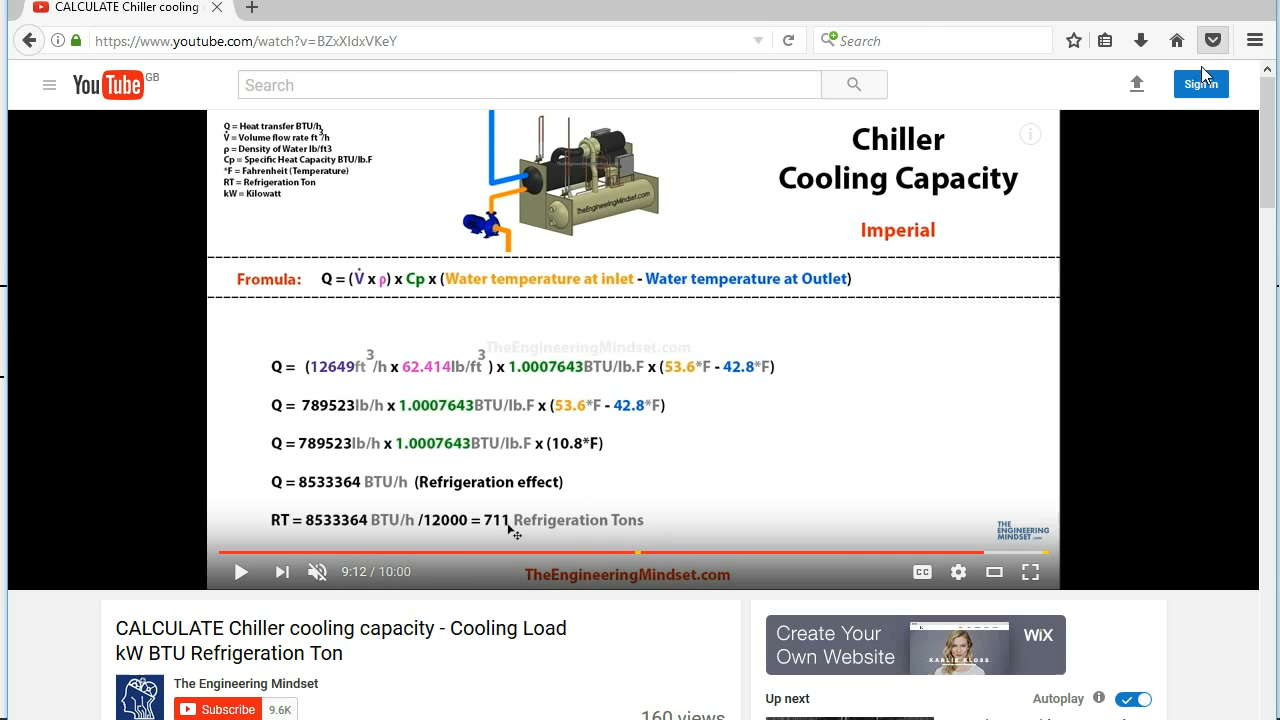 CALCULATE Chiller cooling
https://www.youtube.com/watch?v=BZxXIdxVKeY
Search
YouTube GB
Search
Sign in
Q = Heat transfer BTU/h
V̇ = Volume flow rate ft³/h
ρ = Density of Water lb/ft3
Cp = Specific Heat Capacity BTU/lb.F
*F = Fahrenheit (Temperature)
RT = Refrigeration Ton
kW = Kilowatt
TheEngineeringMindset.com
Chiller
Cooling Capacity
Imperial
Fromula: Q = (V̇ x ρ) x Cp x (Water temperature at inlet - Water temperature at Outlet)
TheEngineeringMindset.com
Q = (12649ft³/h x 62.414lb/ft³) x 1.0007643BTU/lb.F x (53.6*F - 42.8*F)
Q = 789523lb/h x 1.0007643BTU/lb.F x (53.6*F - 42.8*F)
Q = 789523lb/h x 1.0007643BTU/lb.F x (10.8*F)
Q = 8533364 BTU/h (Refrigeration effect)
RT = 8533364 BTU/h /12000 = 711 Refrigeration Tons
THE
ENGINEERING
MINDSET.COM
9:12 / 10:00
TheEngineeringMindset.com
CC
CALCULATE Chiller cooling capacity - Cooling Load
kW BTU Refrigeration Ton
The Engineering Mindset
Subscribe 9.6K
160 views
Create Your
Own Website
KARLIE KLOSS
WiX
Up next
Autoplay